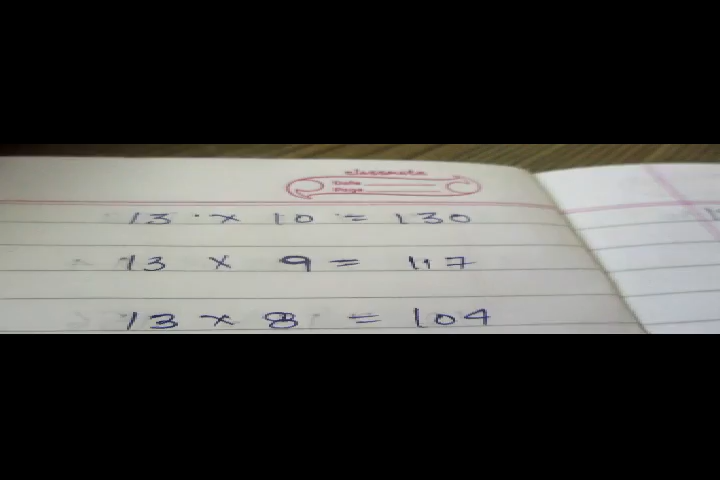 classmate
Date
Page
13 × 10 = 130
13 × 9 = 117
13 × 8 = 104